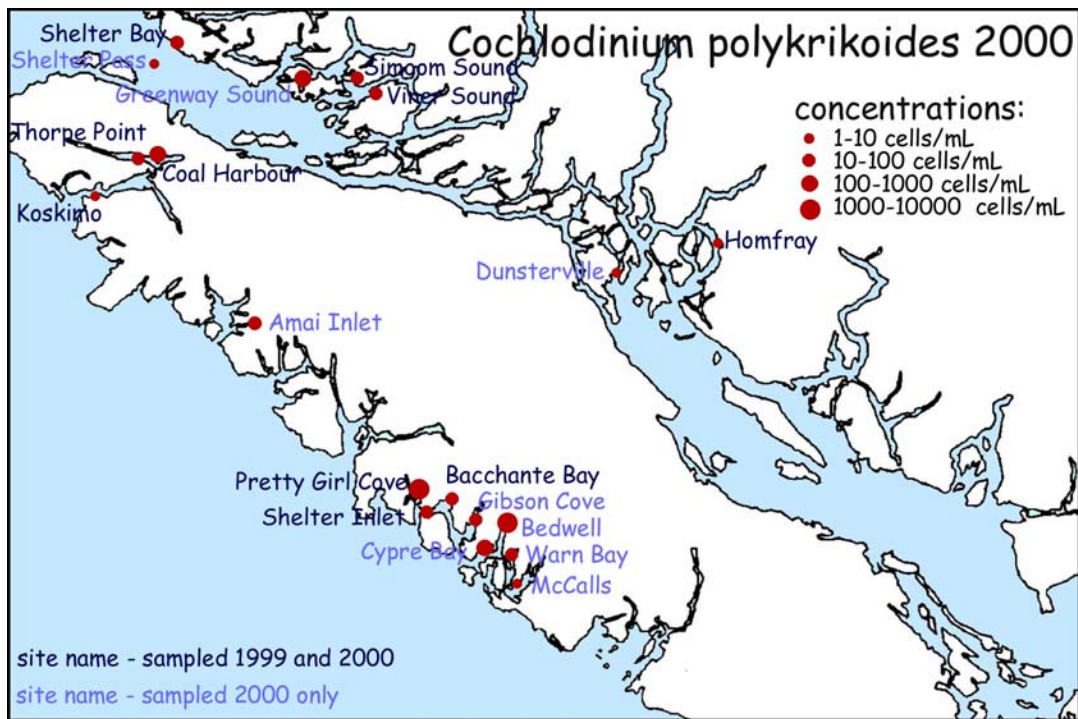 Cochlodinium polykrikoides 2000
Shelter Bay
Shelter Pass
Greenway Sound
Simoom Sound
Viner Sound
concentrations:
1-10 cells/mL
10-100 cells/mL
100-1000 cells/mL
1000-10000 cells/mL
Thorpe Point
Coal Harbour
Koskimo
Homfray
Dunsterville
Amai Inlet
Pretty Girl Cove
Bacchante Bay
Shelter Inlet
Gibson Cove
Bedwell
Cypre Bay
Warn Bay
McCalls
site name - sampled 1999 and 2000
site name - sampled 2000 only